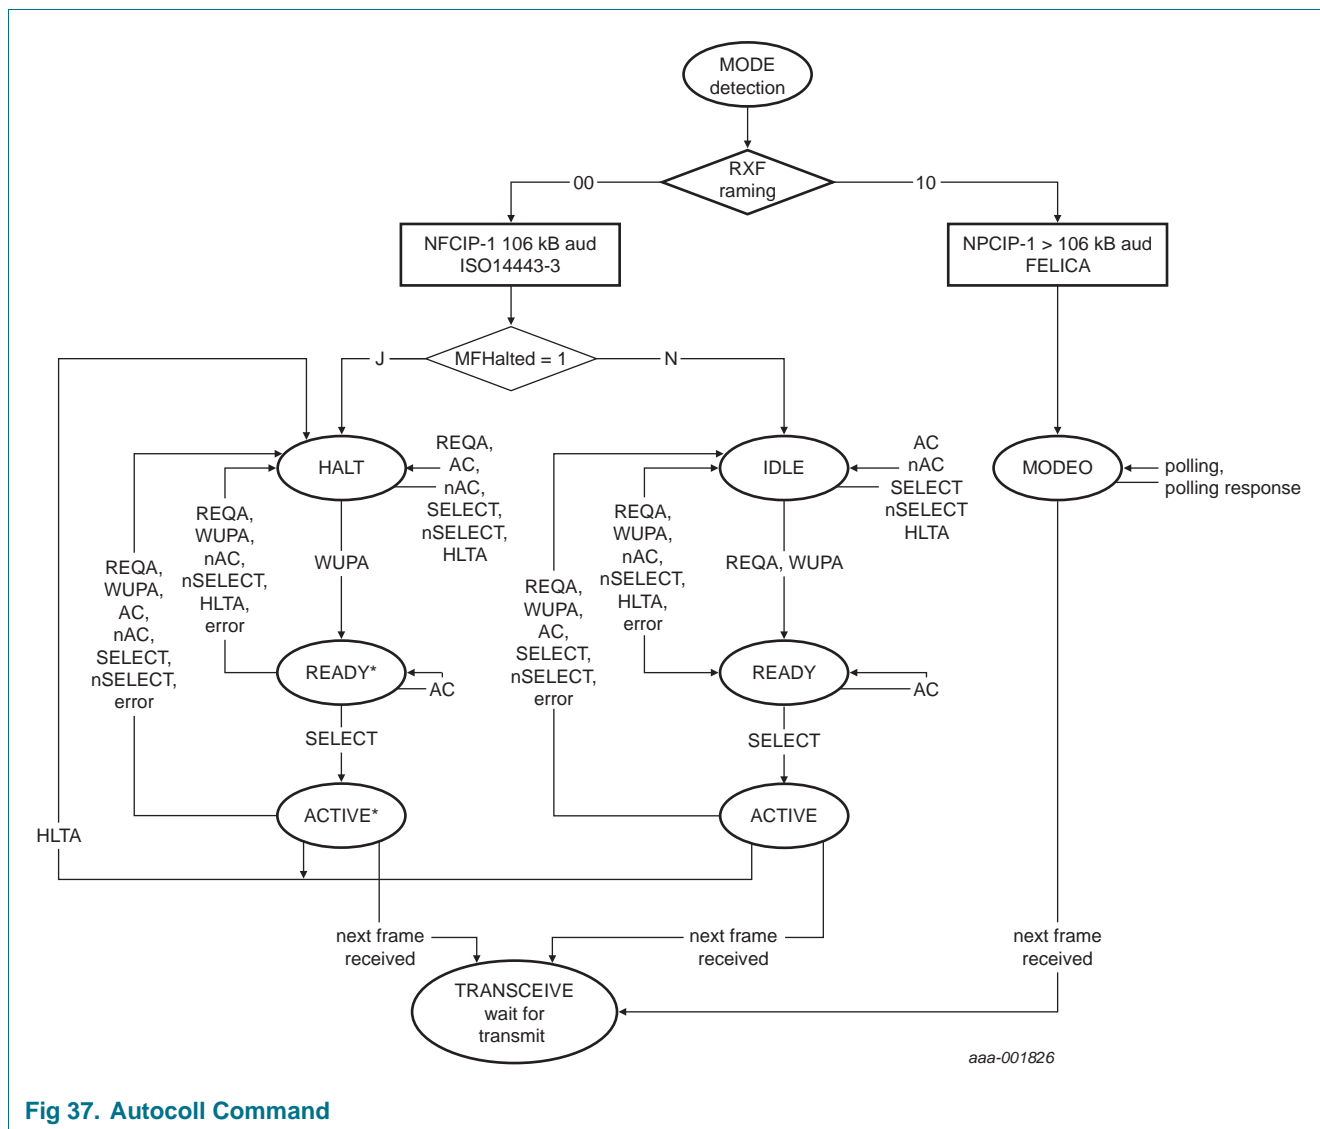 MODE
detection
RXF
raming
00
10
NFCIP-1 106 kB aud
ISO14443-3
NPCIP-1 > 106 kB aud
FELICA
J
MFHalted = 1
N
HALT
REQA,
AC,
nAC,
SELECT,
nSELECT,
HLTA
IDLE
AC
nAC
SELECT
nSELECT
HLTA
MODEO
polling,
polling response
REQA,
WUPA,
AC,
nAC,
SELECT,
nSELECT,
error
REQA,
WUPA,
nAC,
nSELECT,
HLTA,
error
WUPA
REQA,
WUPA,
AC,
SELECT,
nSELECT,
error
REQA,
WUPA,
nAC,
nSELECT,
HLTA,
error
REQA, WUPA
READY*
AC
READY
AC
SELECT
SELECT
ACTIVE*
ACTIVE
HLTA
next frame
received
next frame
received
next frame
received
TRANSCEIVE
wait for
transmit
aaa-001826
Fig 37. Autocoll Command